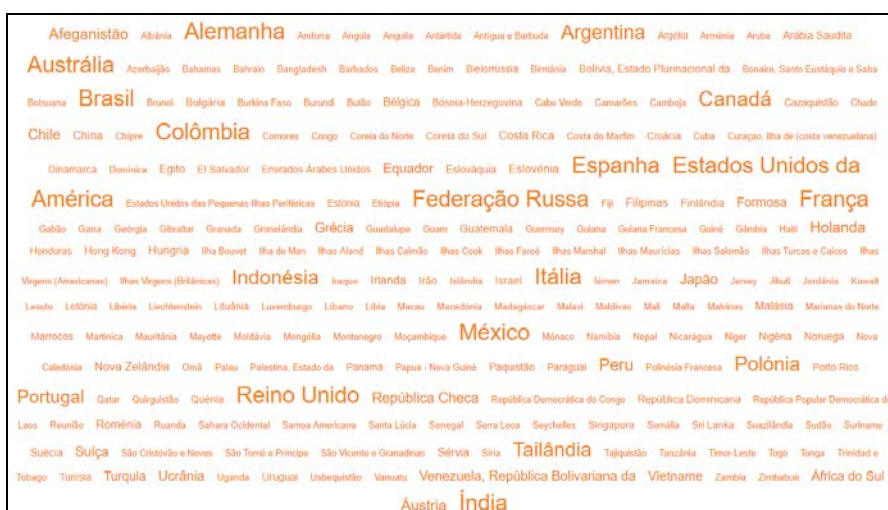 Afeganistão Albânia Alemanha Andorra Angola Anguila Antártida Antígua e Barbuda Argentina Argélia Arménia Aruba Arábia Saudita
Austrália Azerbaijão Bahamas Bahrain Bangladesh Barbados Belize Benim Bielorrússia Birmânia Bolívia, Estado Plurinacional da Bonaire, Santo Eustáquio e Saba
Botsuana Brasil Brunei Bulgária Burkina Faso Burundi Butão Bélgica Bósnia-Herzegovina Cabo Verde Camarões Camboja Canadá Cazaquistão Chade
Chile China Chipre Colômbia Comores Congo Coreia do Norte Coreia do Sul Costa Rica Costa do Marfim Croácia Cuba Curaçao, Ilha de (costa venezuelana)
Dinamarca Dominica Egito El Salvador Emirados Árabes Unidos Equador Eslováquia Eslovénia Espanha Estados Unidos da
América Estados Unidos das Pequenas Ilhas Periféricas Estónia Etiópia Federação Russa Fiji Filipinas Finlândia Formosa França
Gabão Gana Geórgia Gibraltar Granada Gronelândia Grécia Guadalupe Guam Guatemala Guernsey Guiana Guiana Francesa Guiné Gâmbia Haiti Holanda
Honduras Hong Kong Hungria Ilha Bouvet Ilha de Man Ilhas Aland Ilhas Caimão Ilhas Cook Ilhas Faroé Ilhas Marshal Ilhas Maurícias Ilhas Salomão Ilhas Turcas e Caicos Ilhas
Virgens (Americanas) Ilhas Virgens (Britânicas) Indonésia Iraque Irlanda Irão Islândia Israel Itália Iémen Jamaica Japão Jersey Jibuti Jordânia Kuwait
Lesoto Letónia Libéria Liechtenstein Lituânia Luxemburgo Líbano Líbia Macau Macedónia Madagáscar Malavi Maldivas Mali Malta Malvinas Malásia Marianas do Norte
Marrocos Martinica Mauritânia Mayotte Moldávia Mongólia Montenegro Moçambique México Mónaco Namíbia Nepal Nicarágua Niger Nigéria Noruega Nova
Caledónia Nova Zelândia Omã Palau Palestina, Estado da Panamá Papua - Nova Guiné Paquistão Paraguai Peru Polinésia Francesa Polónia Porto Rico
Portugal Qatar Quirguistão Quénia Reino Unido República Checa República Democrática do Congo República Dominicana República Popular Democrática do
Laos Reunião Roménia Ruanda Sahara Ocidental Samoa Americana Santa Lúcia Senegal Serra Leoa Seychelles Singapura Somália Sri Lanka Suazilândia Sudão Suriname
Suécia Suíça São Cristóvão e Neves São Tomé e Príncipe São Vicente e Granadinas Sérvia Síria Tailândia Tajiquistão Tanzânia Timor-Leste Togo Tonga Trinidad e
Tobago Tunísia Turquia Ucrânia Uganda Uruguai Usbequistão Vanuatu Venezuela, República Bolivariana da Vietname Zambia Zimbabué África do Sul
Áustria Índia